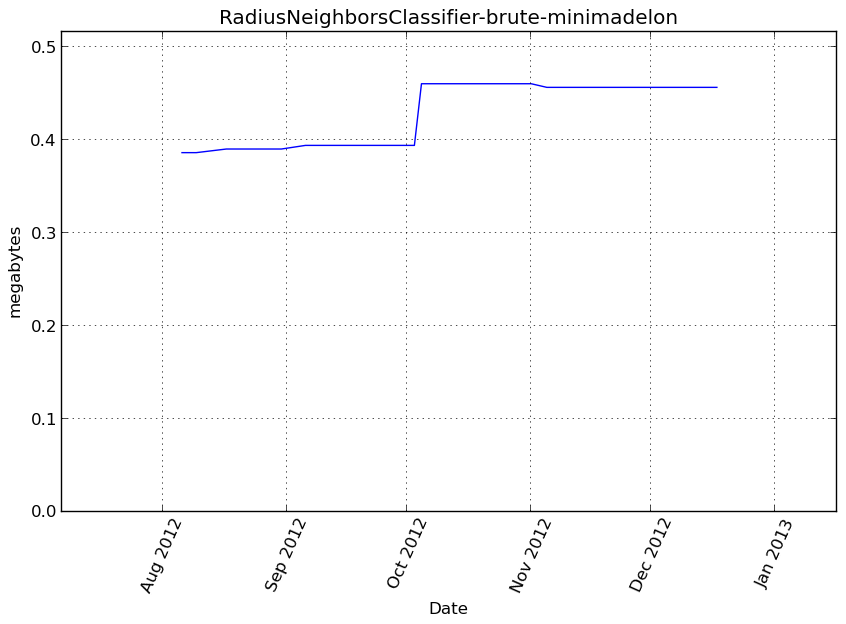 RadiusNeighborsClassifier-brute-minimadelon
0.5
0.4
0.3
0.2
0.1
0.0
megabytes
Aug 2012
Sep 2012
Oct 2012
Nov 2012
Dec 2012
Jan 2013
Date